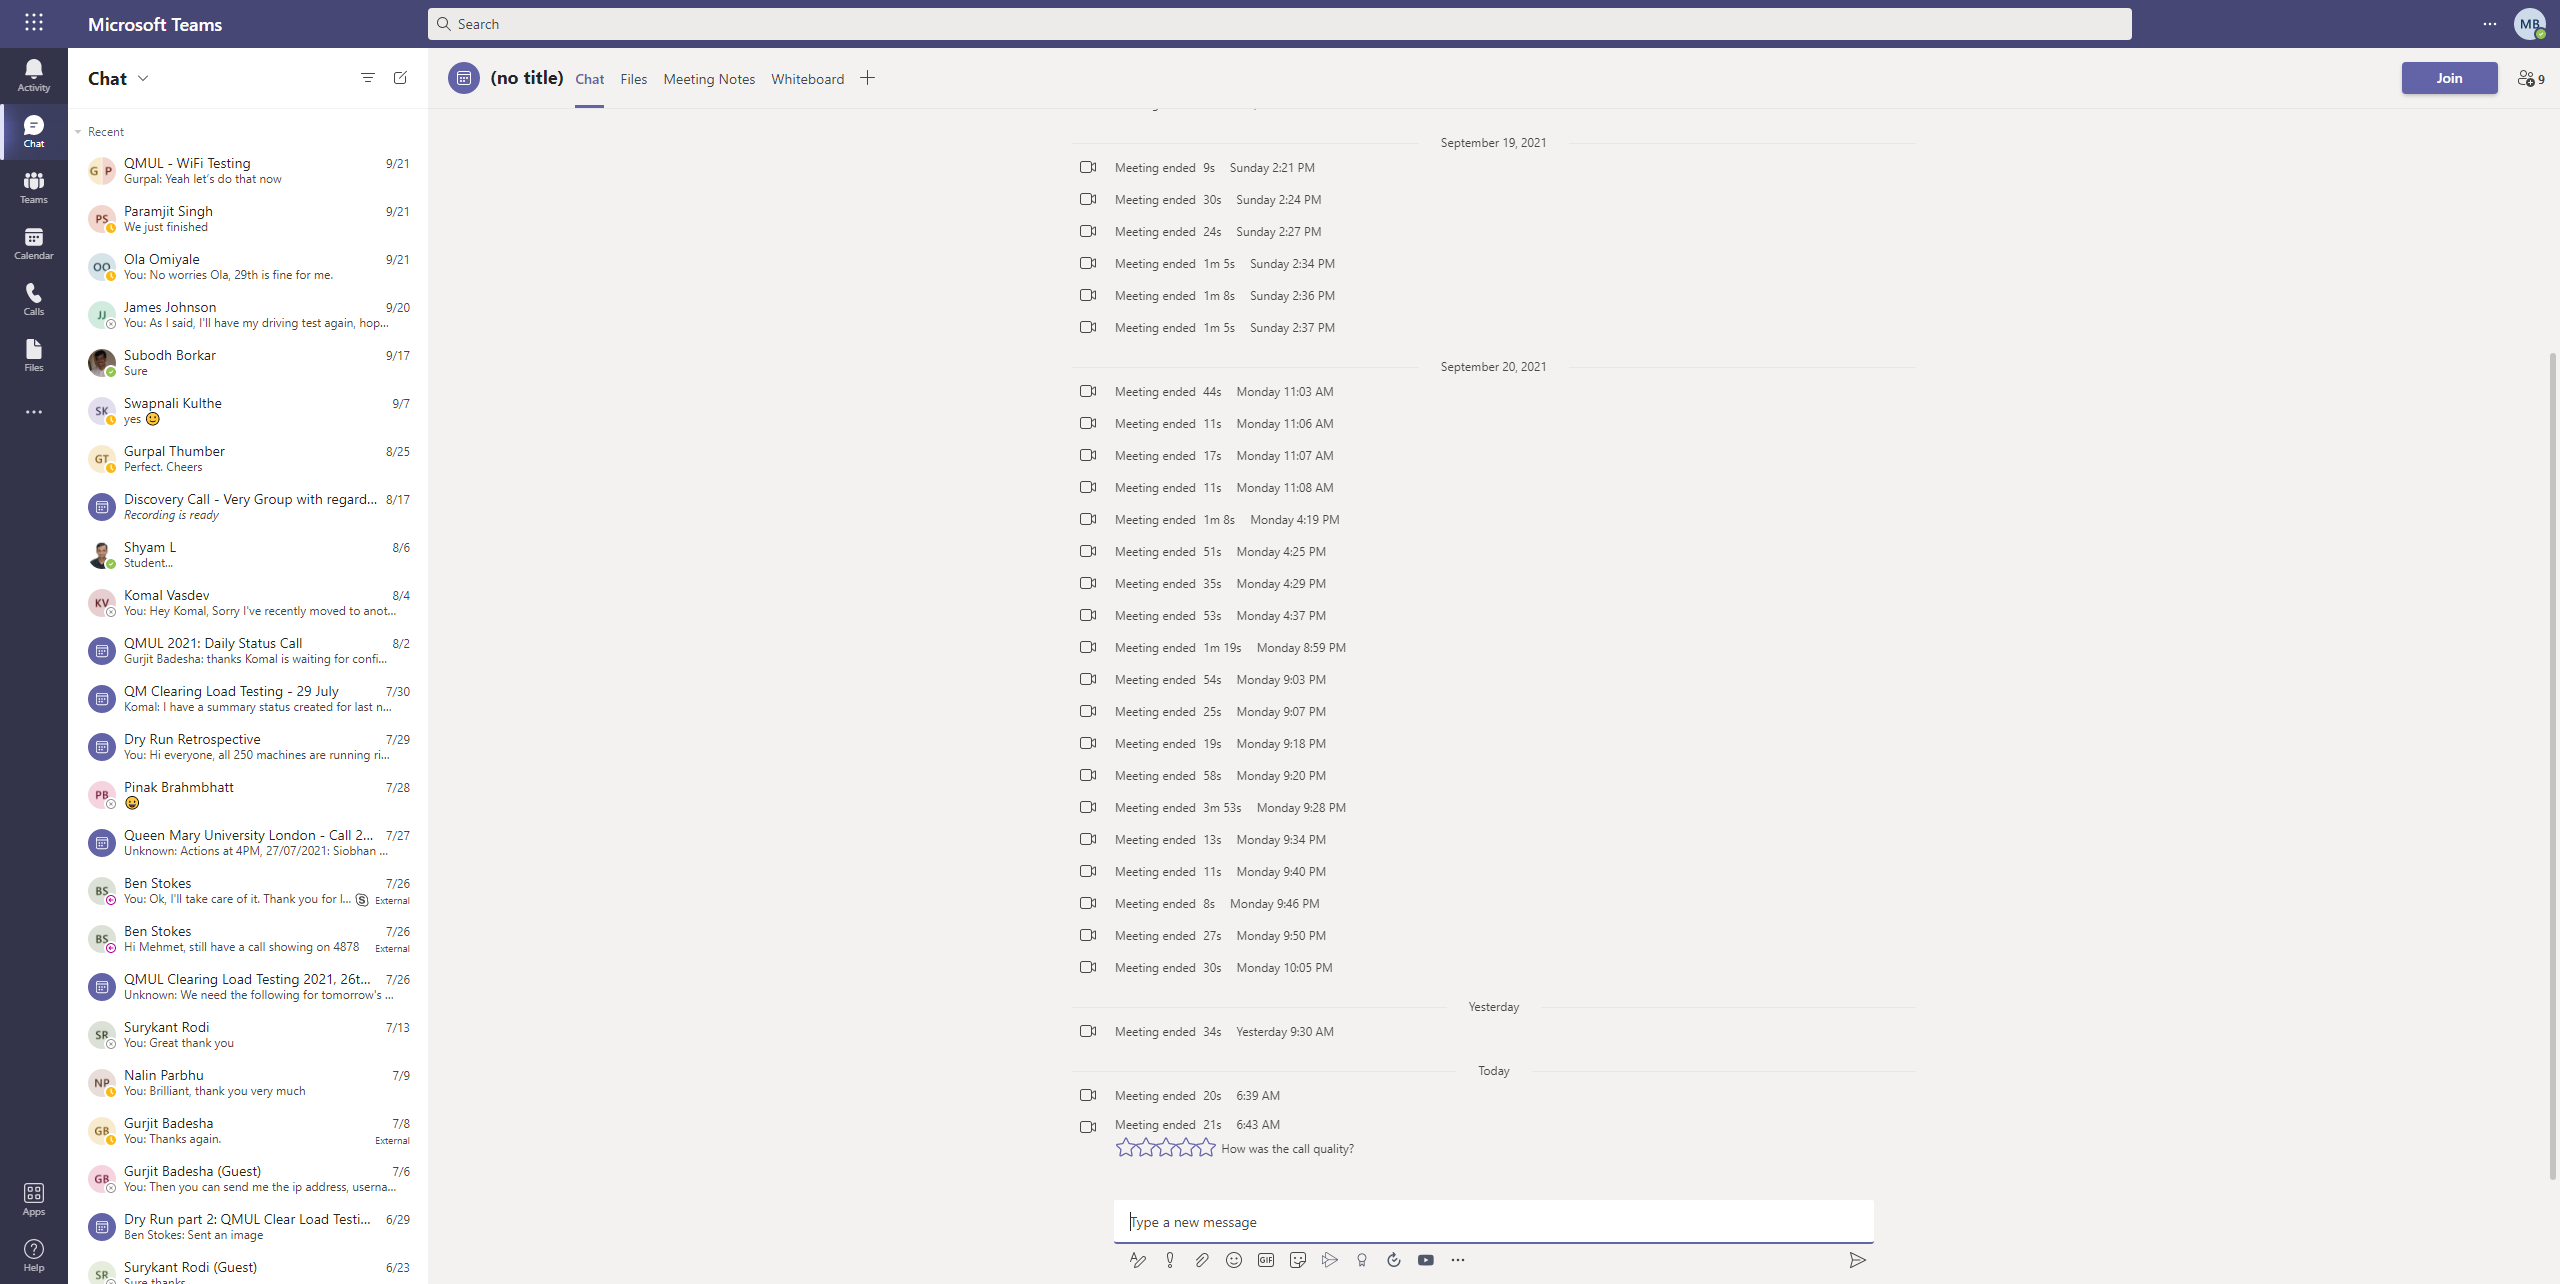 Microsoft Teams
Search
MB
Activity
Chat
Teams
Calendar
Calls
Files
Apps
Help
Chat
Recent
G P
QMUL - WiFi Testing 9/21
Gurpal: Yeah let's do that now
PS
Paramjit Singh 9/21
We just finished
OO
Ola Omiyale 9/21
You: No worries Ola, 29th is fine for me.
JJ
James Johnson 9/20
You: As I said, I'll have my driving test again, hop...
Subodh Borkar 9/17
Sure
SK
Swapnali Kulthe 9/7
yes
GT
Gurpal Thumber 8/25
Perfect. Cheers
Discovery Call - Very Group with regard... 8/17
Recording is ready
Shyam L 8/6
Student...
KV
Komal Vasdev 8/4
You: Hey Komal, Sorry I've recently moved to anot...
QMUL 2021: Daily Status Call 8/2
Gurjit Badesha: thanks Komal is waiting for confi...
QM Clearing Load Testing - 29 July 7/30
Komal: I have a summary status created for last n...
Dry Run Retrospective 7/29
You: Hi everyone, all 250 machines are running ri...
PB
Pinak Brahmbhatt 7/28
Queen Mary University London - Call 2... 7/27
Unknown: Actions at 4PM, 27/07/2021: Siobhan ...
BS
Ben Stokes 7/26
You: Ok, I'll take care of it. Thank you for l... External
BS
Ben Stokes 7/26
Hi Mehmet, still have a call showing on 4878 External
QMUL Clearing Load Testing 2021, 26t... 7/26
Unknown: We need the following for tomorrow's ...
SR
Surykant Rodi 7/13
You: Great thank you
NP
Nalin Parbhu 7/9
You: Brilliant, thank you very much
GB
Gurjit Badesha 7/8
You: Thanks again. External
GB
Gurjit Badesha (Guest) 7/6
You: Then you can send me the ip address, userna...
Dry Run part 2: QMUL Clear Load Testi... 6/29
Ben Stokes: Sent an image
SR
Surykant Rodi (Guest) 6/23
Sure thanks
(no title) Chat Files Meeting Notes Whiteboard
Join 9
September 19, 2021
Meeting ended 9s Sunday 2:21 PM
Meeting ended 30s Sunday 2:24 PM
Meeting ended 24s Sunday 2:27 PM
Meeting ended 1m 5s Sunday 2:34 PM
Meeting ended 1m 8s Sunday 2:36 PM
Meeting ended 1m 5s Sunday 2:37 PM
September 20, 2021
Meeting ended 44s Monday 11:03 AM
Meeting ended 11s Monday 11:06 AM
Meeting ended 17s Monday 11:07 AM
Meeting ended 11s Monday 11:08 AM
Meeting ended 1m 8s Monday 4:19 PM
Meeting ended 51s Monday 4:25 PM
Meeting ended 35s Monday 4:29 PM
Meeting ended 53s Monday 4:37 PM
Meeting ended 1m 19s Monday 8:59 PM
Meeting ended 54s Monday 9:03 PM
Meeting ended 25s Monday 9:07 PM
Meeting ended 19s Monday 9:18 PM
Meeting ended 58s Monday 9:20 PM
Meeting ended 3m 53s Monday 9:28 PM
Meeting ended 13s Monday 9:34 PM
Meeting ended 11s Monday 9:40 PM
Meeting ended 8s Monday 9:46 PM
Meeting ended 27s Monday 9:50 PM
Meeting ended 30s Monday 10:05 PM
Yesterday
Meeting ended 34s Yesterday 9:30 AM
Today
Meeting ended 20s 6:39 AM
Meeting ended 21s 6:43 AM
How was the call quality?
Type a new message
GIF